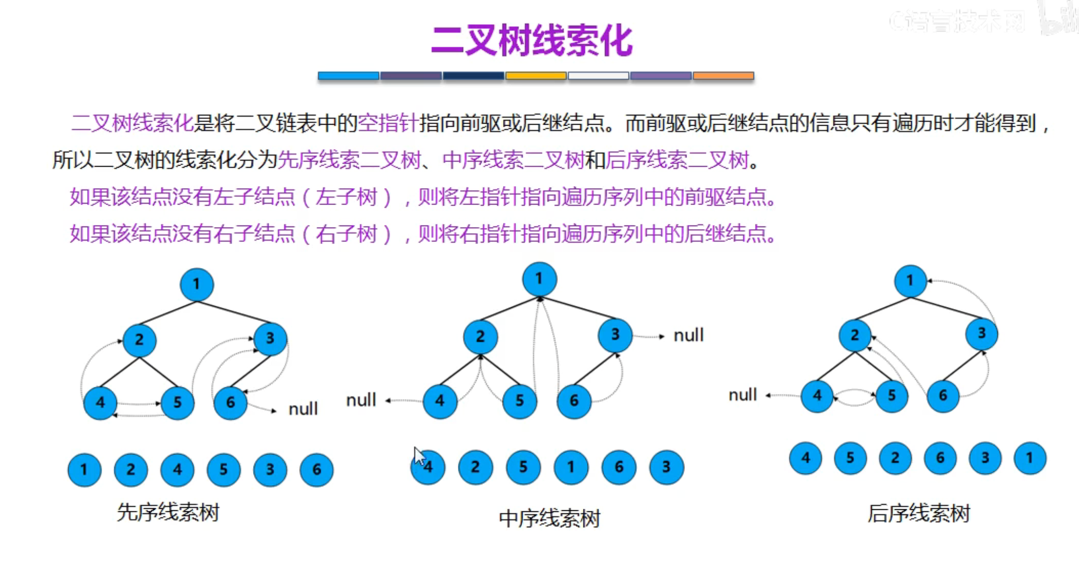 C语言技术网
二叉树线索化
二叉树线索化是将二叉链表中的空指针指向前驱或后继结点。而前驱或后继结点的信息只有遍历时才能得到，
所以二叉树的线索化分为先序线索二叉树、中序线索二叉树和后序线索二叉树。
如果该结点没有左子结点（左子树），则将左指针指向遍历序列中的前驱结点。
如果该结点没有右子结点（右子树），则将右指针指向遍历序列中的后继结点。
1
2 3
4 5 6 null
1 2 4 5 3 6
先序线索树
1
2 3 null
null 4 5 6
4 2 5 1 6 3
中序线索树
1
2 3
null 4 5 6
4 5 2 6 3 1
后序线索树